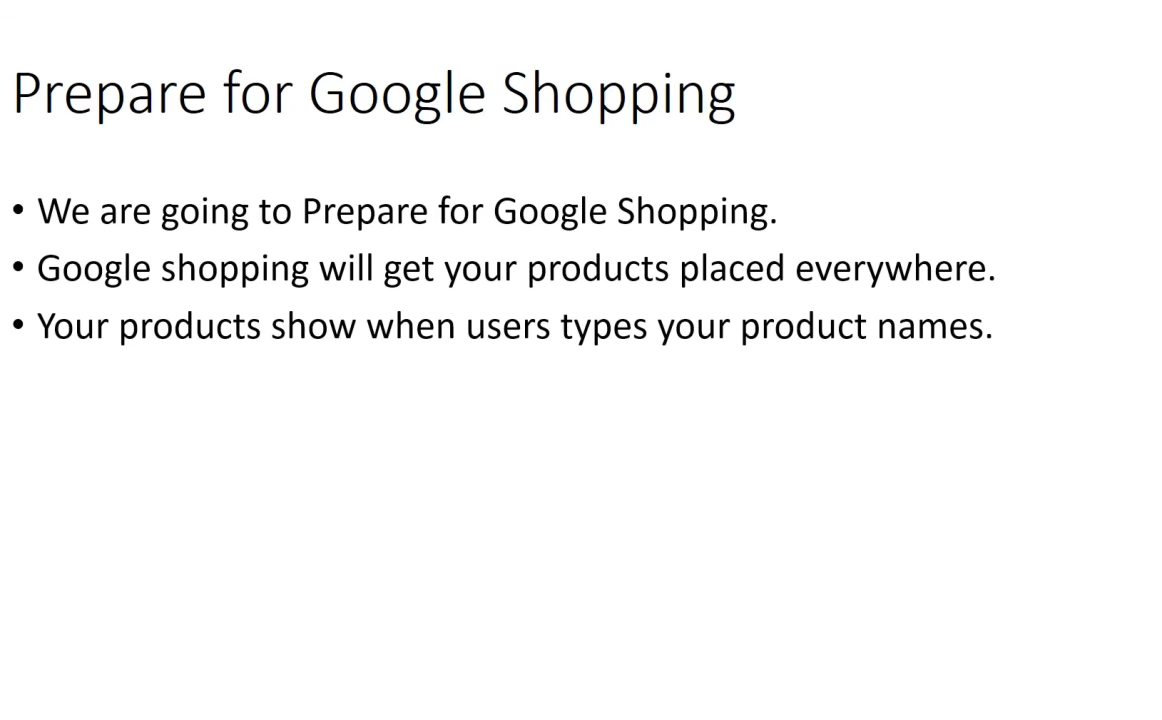 Prepare for Google Shopping
• We are going to Prepare for Google Shopping.
• Google shopping will get your products placed everywhere.
• Your products show when users types your product names.